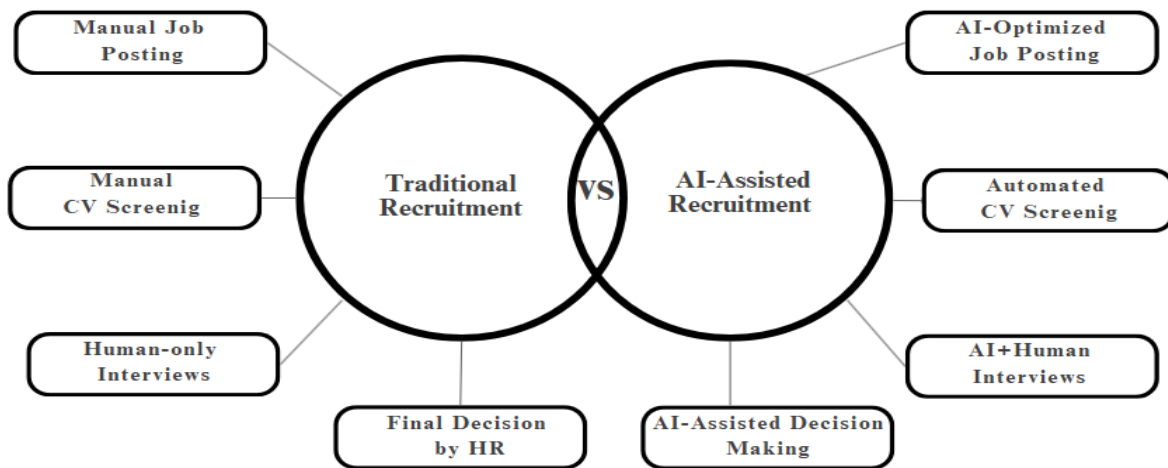 Manual Job
Posting
AI-Optimized
Job Posting
Manual
CV Screenig
Traditional
Recruitment
vs
AI-Assisted
Recruitment
Automated
CV Screenig
Human-only
Interviews
AI+Human
Interviews
Final Decision
by HR
AI-Assisted Decision
Making